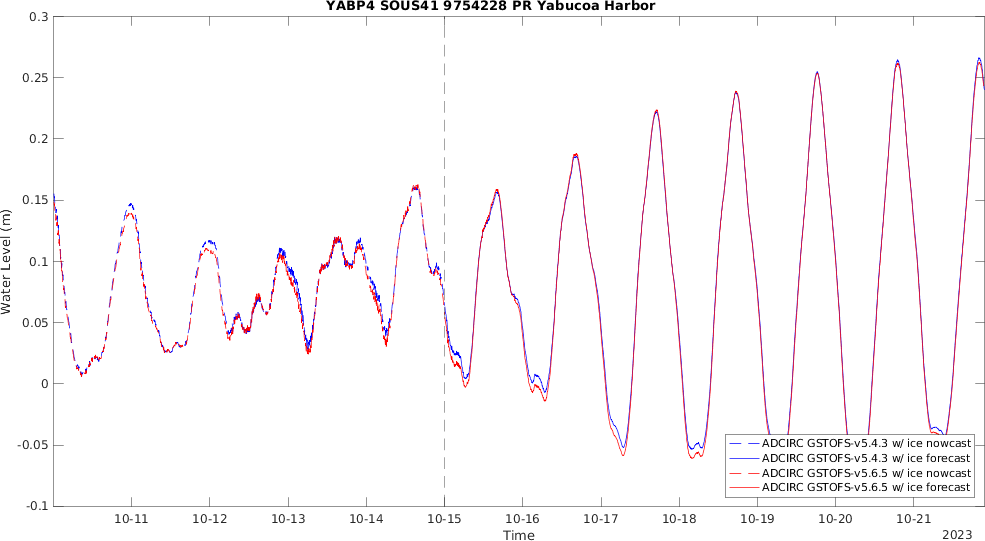 YABP4 SOUS41 9754228 PR Yabucoa Harbor
0.3
0.25
0.2
0.15
0.1
0.05
0
-0.05
-0.1
Water Level (m)
ADCIRC GSTOFS-v5.4.3 w/ ice nowcast
ADCIRC GSTOFS-v5.4.3 w/ ice forecast
ADCIRC GSTOFS-v5.6.5 w/ ice nowcast
ADCIRC GSTOFS-v5.6.5 w/ ice forecast
10-11 10-12 10-13 10-14 10-15 10-16 10-17 10-18 10-19 10-20 10-21
Time
2023